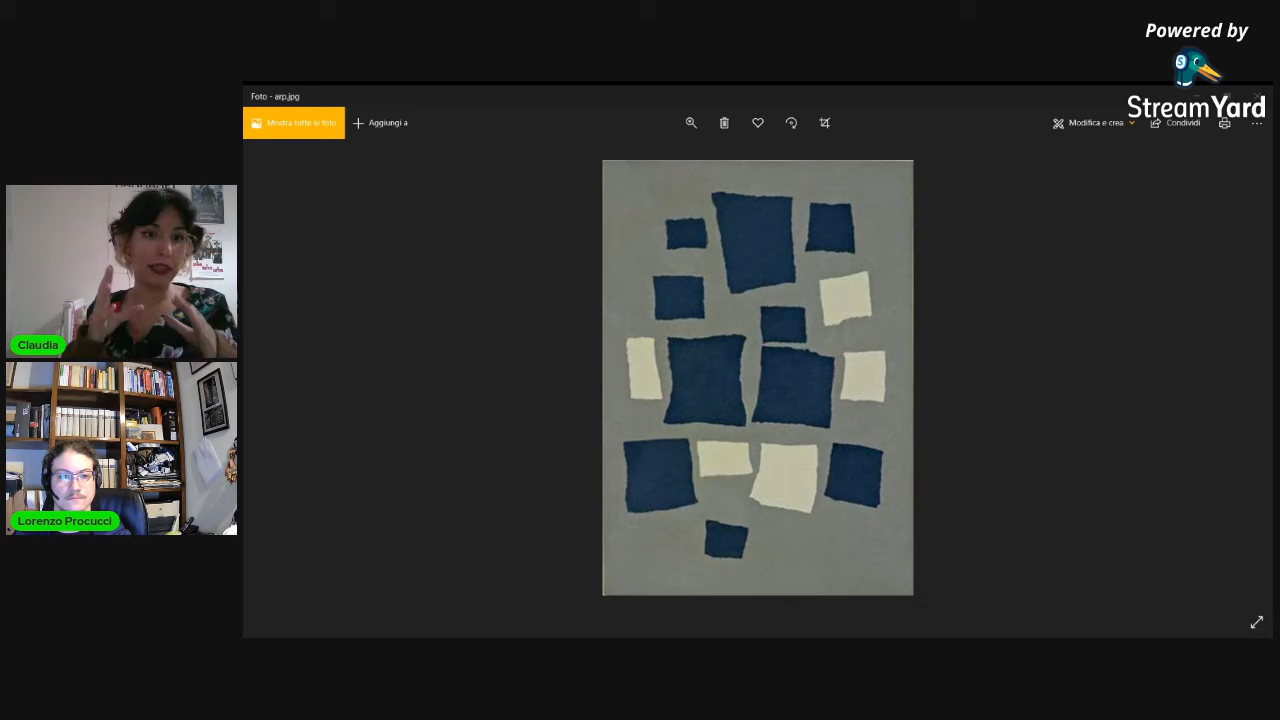 Powered by
StreamYard
Foto - arp.jpg
Mostra tutte le foto
Aggiungi a
Modifica e crea
Condividi
Claudia
Lorenzo Procucci